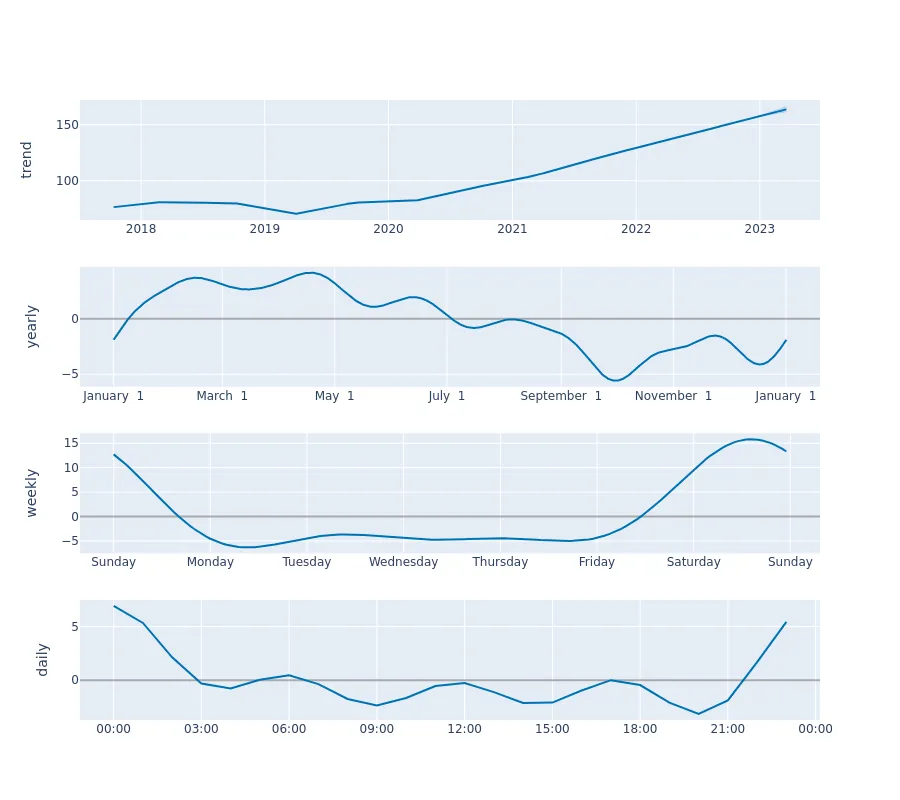 trend
150
100
2018 2019 2020 2021 2022 2023
yearly
0
−5
January 1 March 1 May 1 July 1 September 1 November 1 January 1
weekly
15
10
5
0
−5
Sunday Monday Tuesday Wednesday Thursday Friday Saturday Sunday
daily
5
0
00:00 03:00 06:00 09:00 12:00 15:00 18:00 21:00 00:00